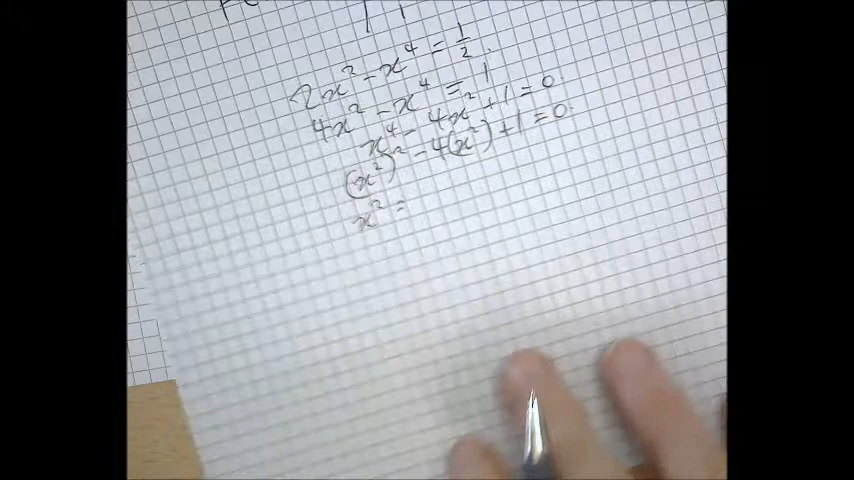 2x² - x⁴ = 1/2
4x² - x⁴ = 1
x⁴ - 4x² + 1 = 0
(x²)² - 4(x²) + 1 = 0
x² =